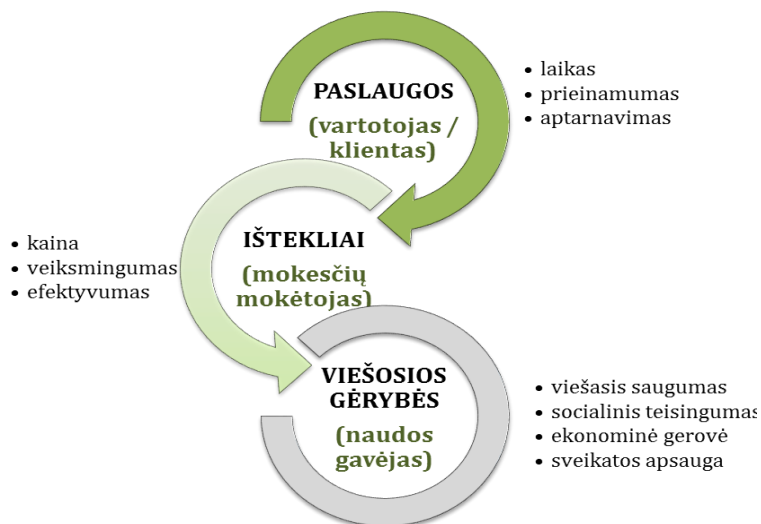 PASLAUGOS
(vartotojas /
klientas)
• laikas
• prieinamumas
• aptarnavimas
IŠTEKLIAI
(mokesčių
mokėtojas)
• kaina
• veiksmingumas
• efektyvumas
VIEŠOSIOS
GĖRYBĖS
(naudos
gavėjas)
• viešasis saugumas
• socialinis teisingumas
• ekonominė gerovė
• sveikatos apsauga